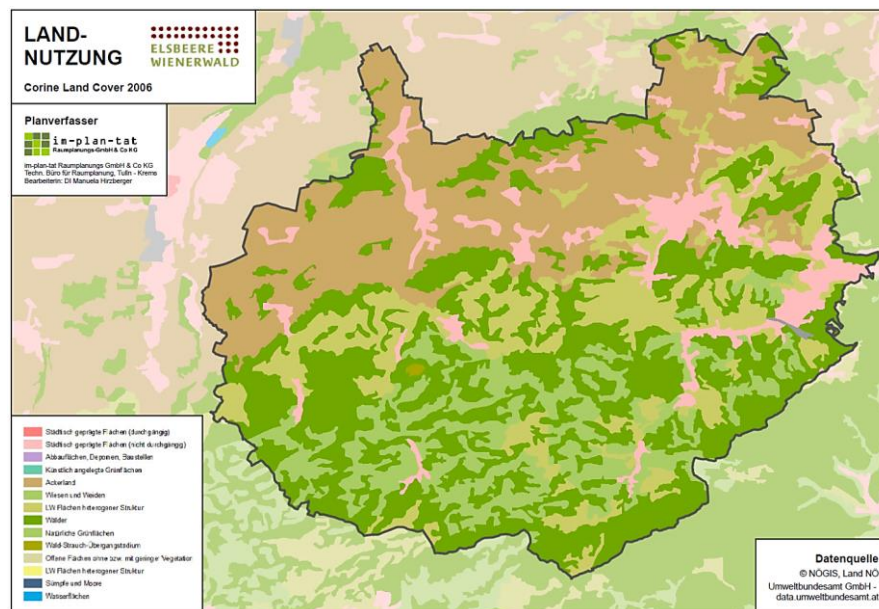 LAND-
NUTZUNG
ELSBEERE
WIENERWALD
Corine Land Cover 2006
Planverfasser
im-plan-tat
Raumplanungs-GmbH & Co KG
im-plan-tat Raumplanungs GmbH & Co KG
Techn. Büro für Raumplanung, Tulln - Krems
Bearbeiterin: DI Manuela Hirzberger
Städtisch geprägte Flächen (durchgängig)
Städtisch geprägte Flächen (nicht durchgängig)
Abbauflächen, Deponien, Baustellen
Künstlich angelegte Grünflächen
Ackerland
Wiesen und Weiden
LW Flächen heterogener Struktur
Wälder
Natürliche Grünflächen
Wald-Strauch-Übergangsstadium
Offene Flächen ohne bzw. mit geringer Vegetation
LW Flächen heterogener Struktur
Sümpfe und Moore
Wasserflächen
Datenquelle
© NÖGIS, Land NÖ
Umweltbundesamt GmbH -
data.umweltbundesamt.at